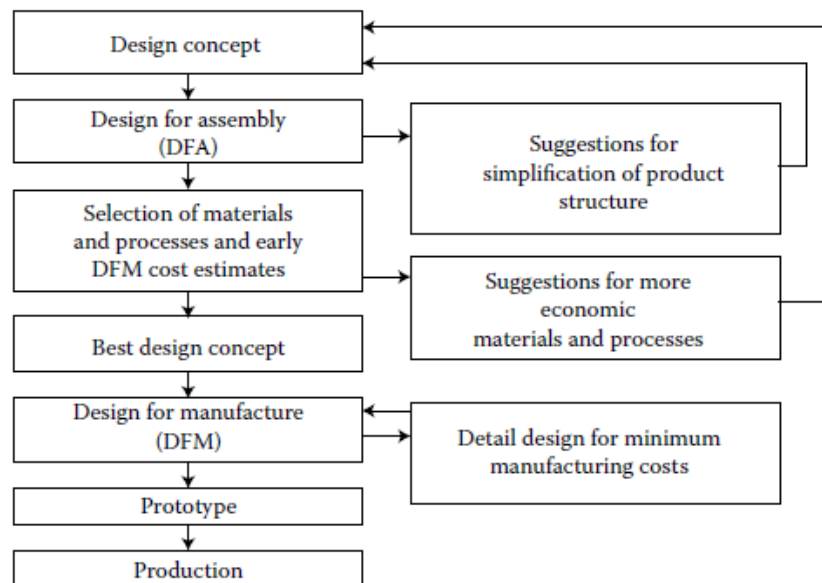 Design concept
Design for assembly
(DFA)
Suggestions for
simplification of product
structure
Selection of materials
and processes and early
DFM cost estimates
Suggestions for more
economic
materials and processes
Best design concept
Design for manufacture
(DFM)
Detail design for minimum
manufacturing costs
Prototype
Production